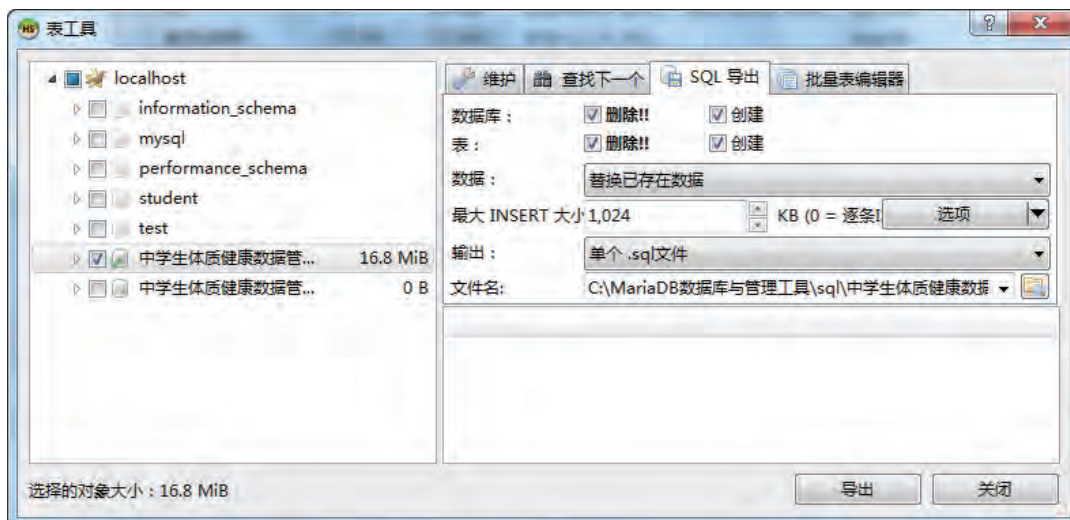 HS 表工具
localhost
information_schema
mysql
performance_schema
student
test
中学生体质健康数据管... 16.8 MiB
中学生体质健康数据管... 0 B
维护 查找下一个 SQL 导出 批量表编辑器
数据库： 删除!! 创建
表： 删除!! 创建
数据： 替换已存在数据
最大 INSERT 大小 1,024 KB (0 = 逐条I 选项
输出： 单个 .sql文件
文件名: C:\MariaDB数据库与管理工具\sql\中学生体质健康数据
选择的对象大小：16.8 MiB
导出 关闭